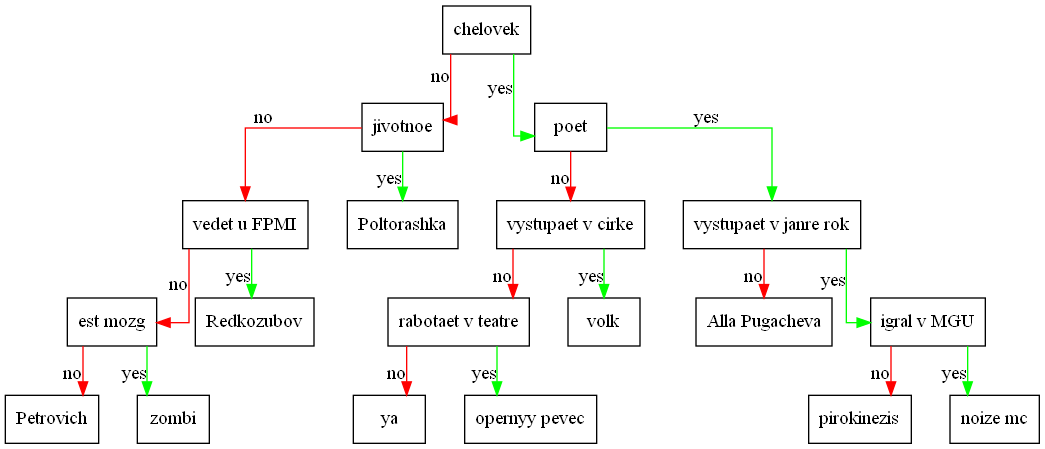 chelovek
no
yes
jivotnoe
poet
no
yes
no
yes
vedet u FPMI
Poltorashka
vystupaet v cirke
vystupaet v janre rok
no
yes
no
yes
no
yes
est mozg
Redkozubov
rabotaet v teatre
volk
Alla Pugacheva
igral v MGU
no
yes
no
yes
no
yes
Petrovich
zombi
ya
opernyy pevec
pirokinezis
noize mc